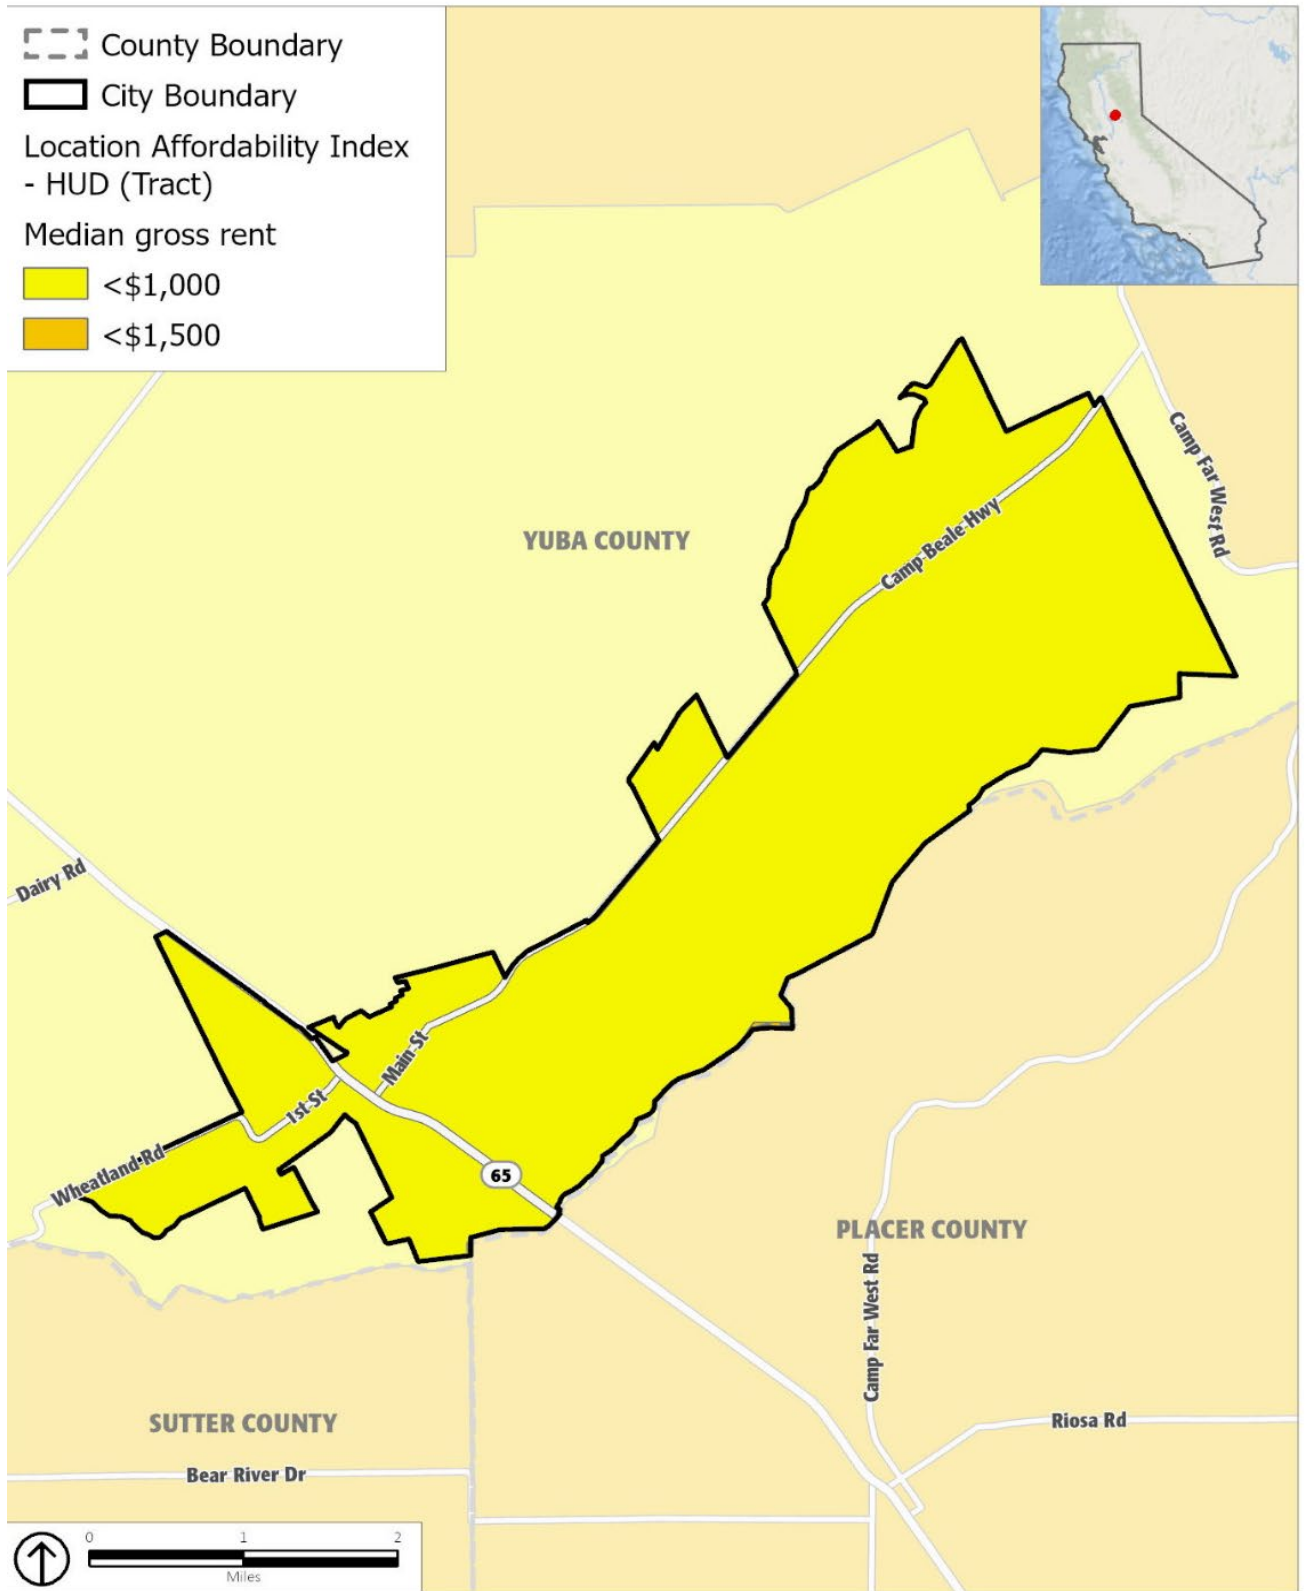 County Boundary
City Boundary
Location Affordability Index
- HUD (Tract)
Median gross rent
<$1,000
<$1,500
Camp Far West Rd
YUBA COUNTY
Camp Beale Hwy
Dairy Rd
Main St
1st St
Wheatland Rd
65
PLACER COUNTY
Camp Far West Rd
SUTTER COUNTY
Riosa Rd
Bear River Dr
0 1 2
Miles